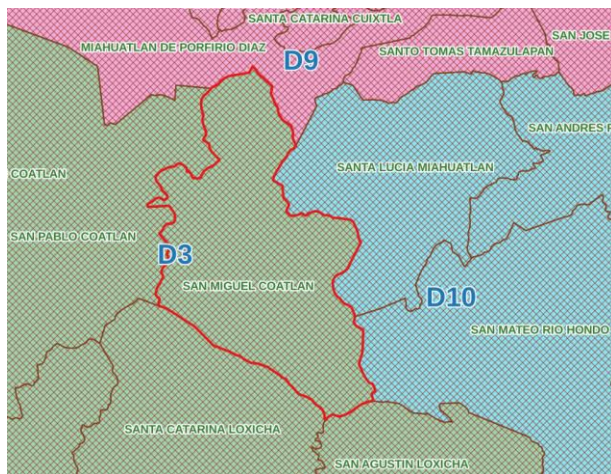 SANTA CATARINA CUIXTLA
MIAHUATLAN DE PORFIRIO DIAZ
SAN JOSE
SANTO TOMAS TAMAZULAPAN
D9
SAN ANDRES P
SANTA LUCIA MIAHUATLAN
COATLAN
SAN PABLO COATLAN
D3
SAN MIGUEL COATLAN
D10
SAN MATEO RIO HONDO
SANTA CATARINA LOXICHA
SAN AGUSTIN LOXICHA